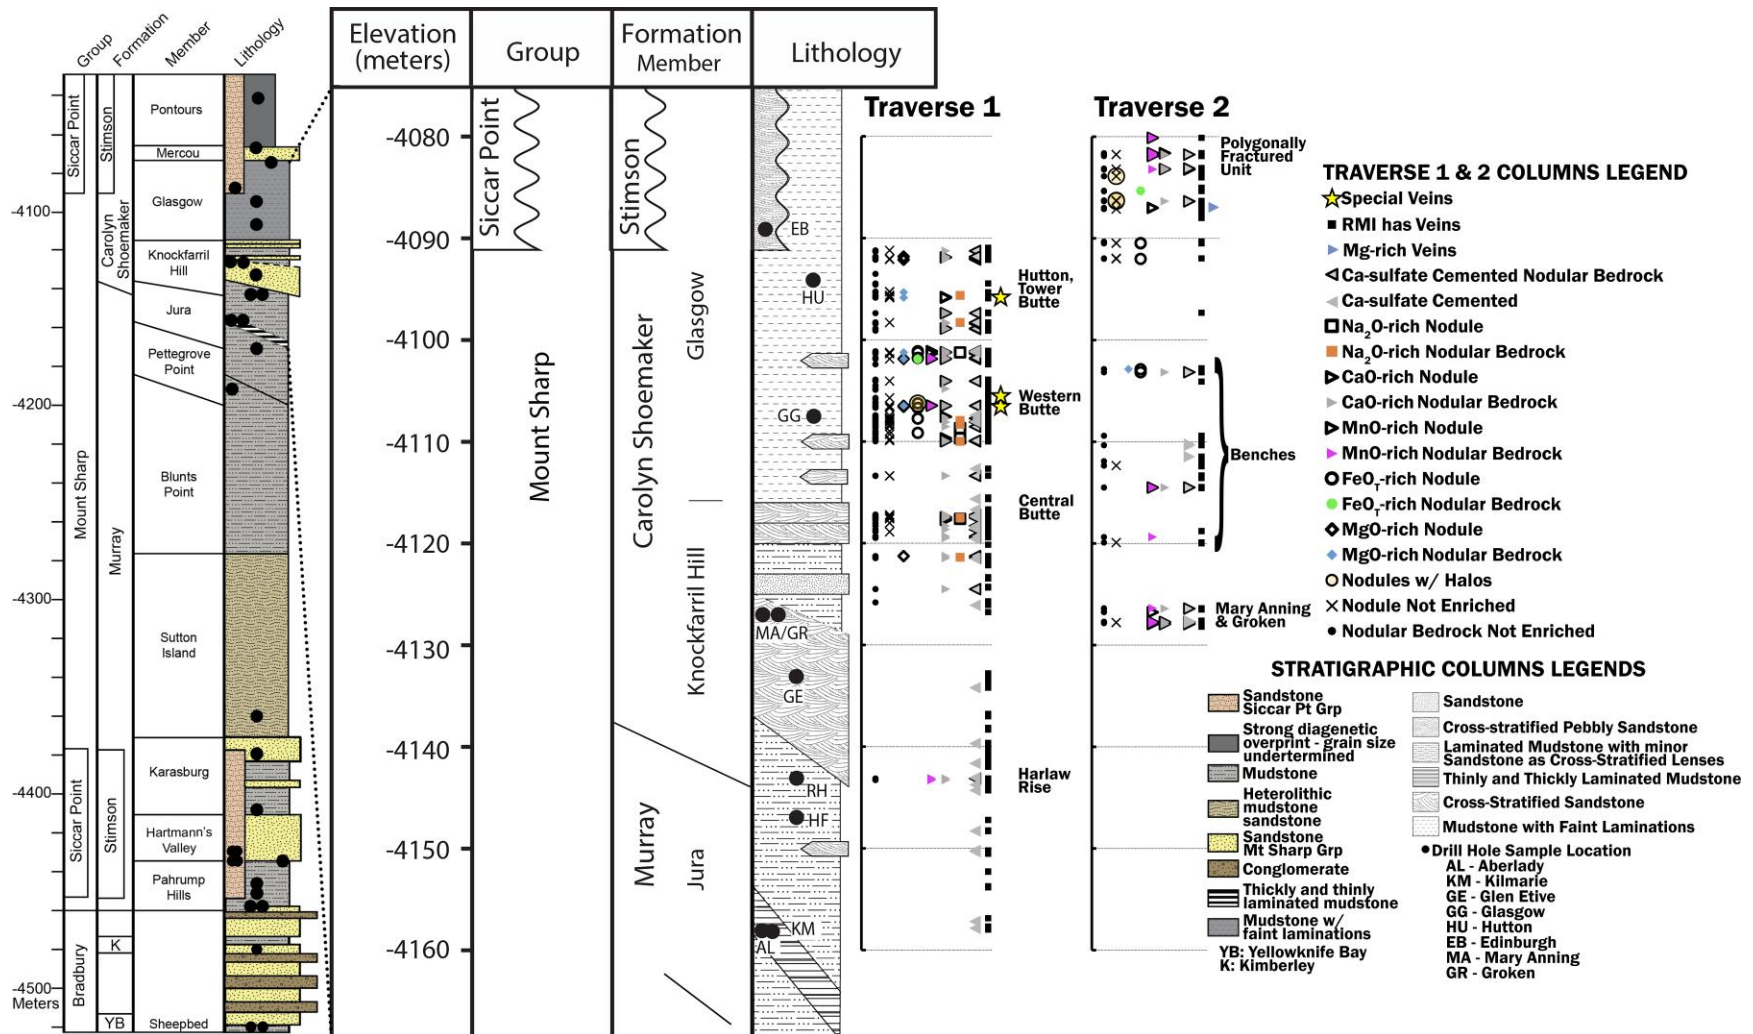 Group
Formation
Member
Lithology
Siccar Point
Stimson
Pontours
Mercou
Glasgow
Carolyn
Shoemaker
Knockfarril
Hill
Jura
Pettegrove
Point
Mount Sharp
Murray
Blunts
Point
Sutton
Island
Siccar Point
Stimson
Karasburg
Hartmann's
Valley
Pahrump
Hills
Bradbury
K
YB
Sheepbed
-4100
-4200
-4300
-4400
-4500
Meters
Elevation
(meters)
Group
Formation
Member
Lithology
-4080
-4090
-4100
-4110
-4120
-4130
-4140
-4150
-4160
Siccar Point
Mount Sharp
Stimson
Carolyn Shoemaker
Murray
Glasgow
Knockfarril Hill
Jura
EB
HU
GG
MA/GR
GE
RH
HF
KM
AL
Traverse 1
Hutton,
Tower
Butte
Western
Butte
Central
Butte
Harlaw
Rise
Traverse 2
Polygonally
Fractured
Unit
Benches
Mary Anning
& Groken
TRAVERSE 1 & 2 COLUMNS LEGEND
Special Veins
RMI has Veins
Mg-rich Veins
Ca-sulfate Cemented Nodular Bedrock
Ca-sulfate Cemented
Na2O-rich Nodule
Na2O-rich Nodular Bedrock
CaO-rich Nodule
CaO-rich Nodular Bedrock
MnO-rich Nodule
MnO-rich Nodular Bedrock
FeOT-rich Nodule
FeOT-rich Nodular Bedrock
MgO-rich Nodule
MgO-rich Nodular Bedrock
Nodules w/ Halos
Nodule Not Enriched
Nodular Bedrock Not Enriched
STRATIGRAPHIC COLUMNS LEGENDS
Sandstone
Siccar Pt Grp
Strong diagenetic
overprint - grain size
undertermined
Mudstone
Heterolithic
mudstone
sandstone
Sandstone
Mt Sharp Grp
Conglomerate
Thickly and thinly
laminated mudstone
Mudstone w/
faint laminations
YB: Yellowknife Bay
K: Kimberley
Sandstone
Cross-stratified Pebbly Sandstone
Laminated Mudstone with minor
Sandstone as Cross-Stratified Lenses
Thinly and Thickly Laminated Mudstone
Cross-Stratified Sandstone
Mudstone with Faint Laminations
Drill Hole Sample Location
AL - Aberlady
KM - Kilmarie
GE - Glen Etive
GG - Glasgow
HU - Hutton
EB - Edinburgh
MA - Mary Anning
GR - Groken